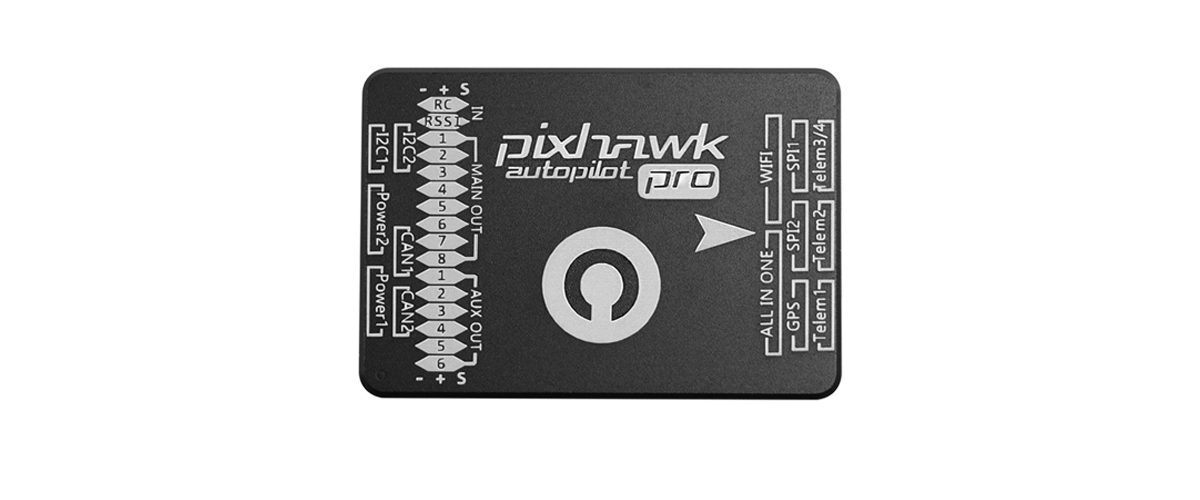 - + S
RC
RSSI
IN
1
2
3
4
5
6
7
8
MAIN OUT
1
2
3
4
5
6
AUX OUT
- + S
I2C1
I2C2
Power2
CAN1
Power1
CAN2
pixhawk
autopilot
pro
WIFI
SPI1
Telem3/4
SPI2
Telem2
ALL IN ONE
GPS
Telem1